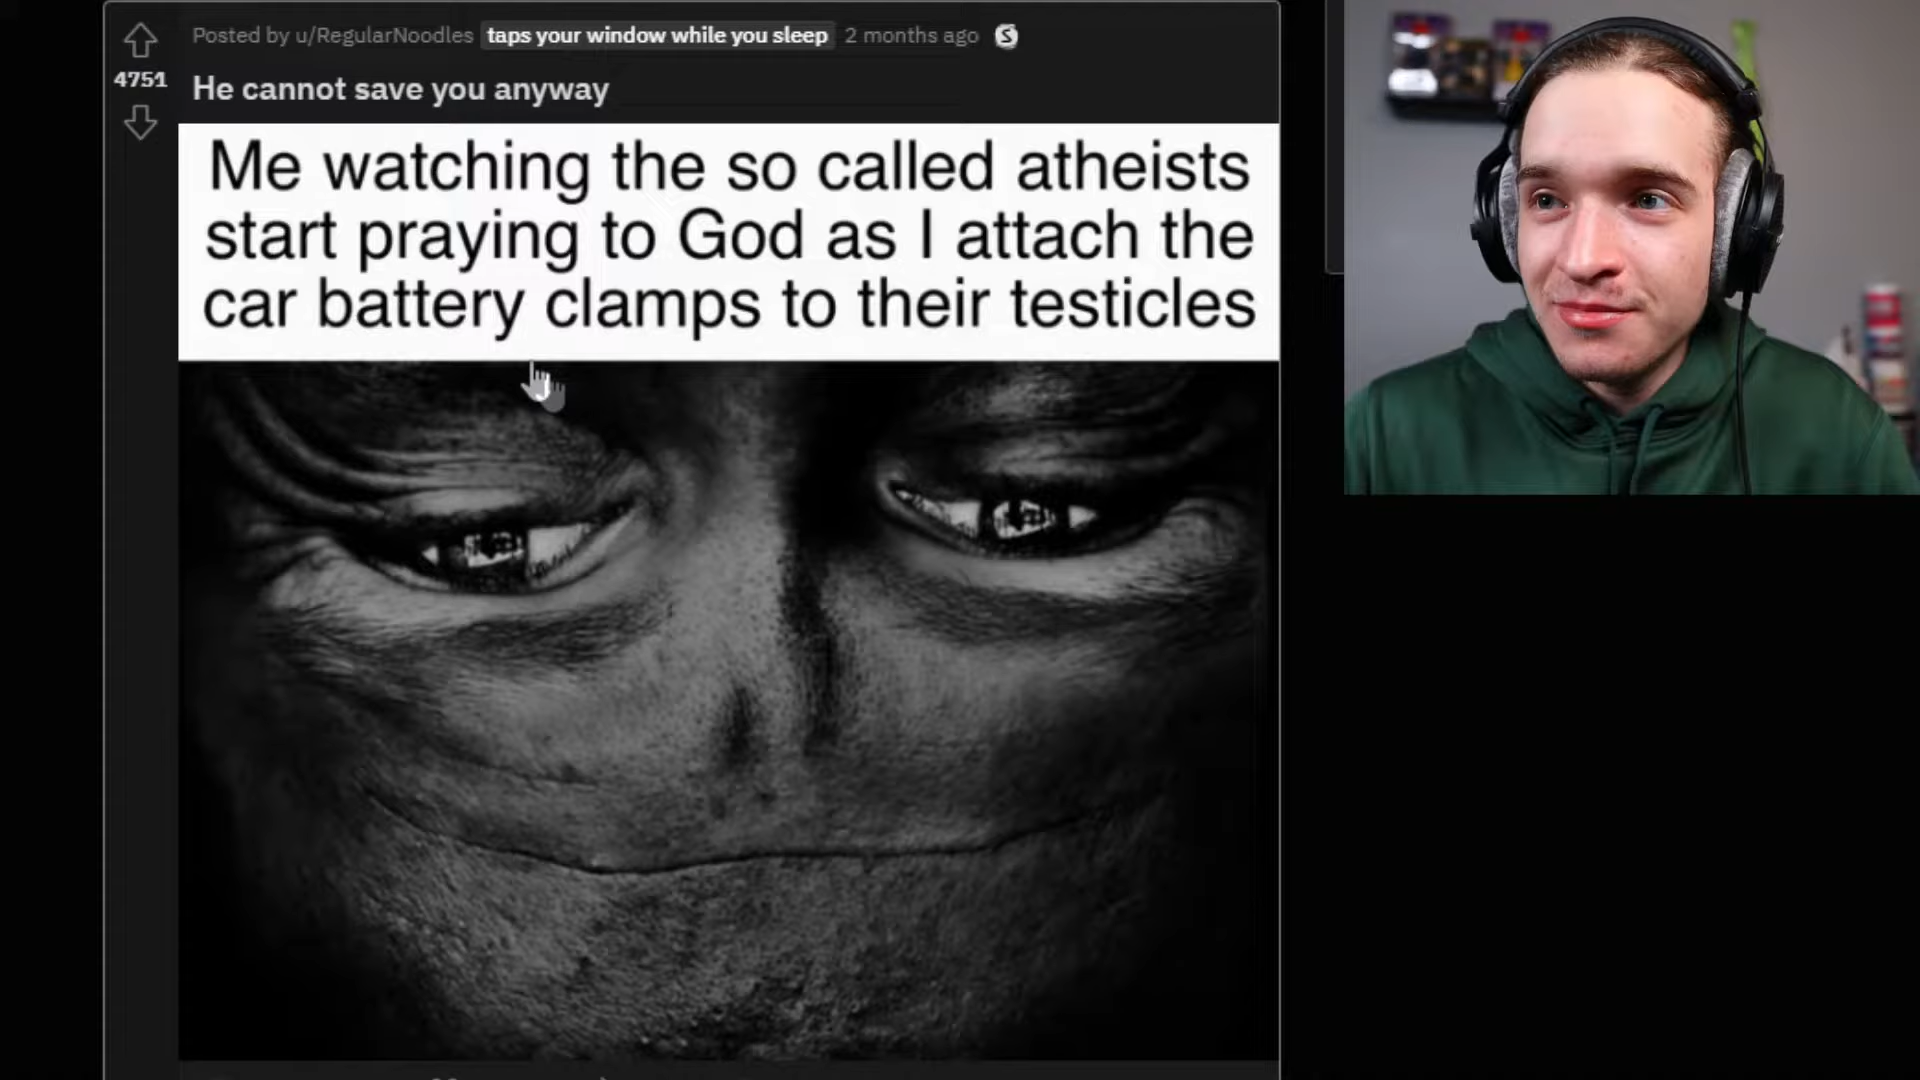 Posted by u/RegularNoodles taps your window while you sleep 2 months ago
4751
He cannot save you anyway
Me watching the so called atheists
start praying to God as I attach the
car battery clamps to their testicles